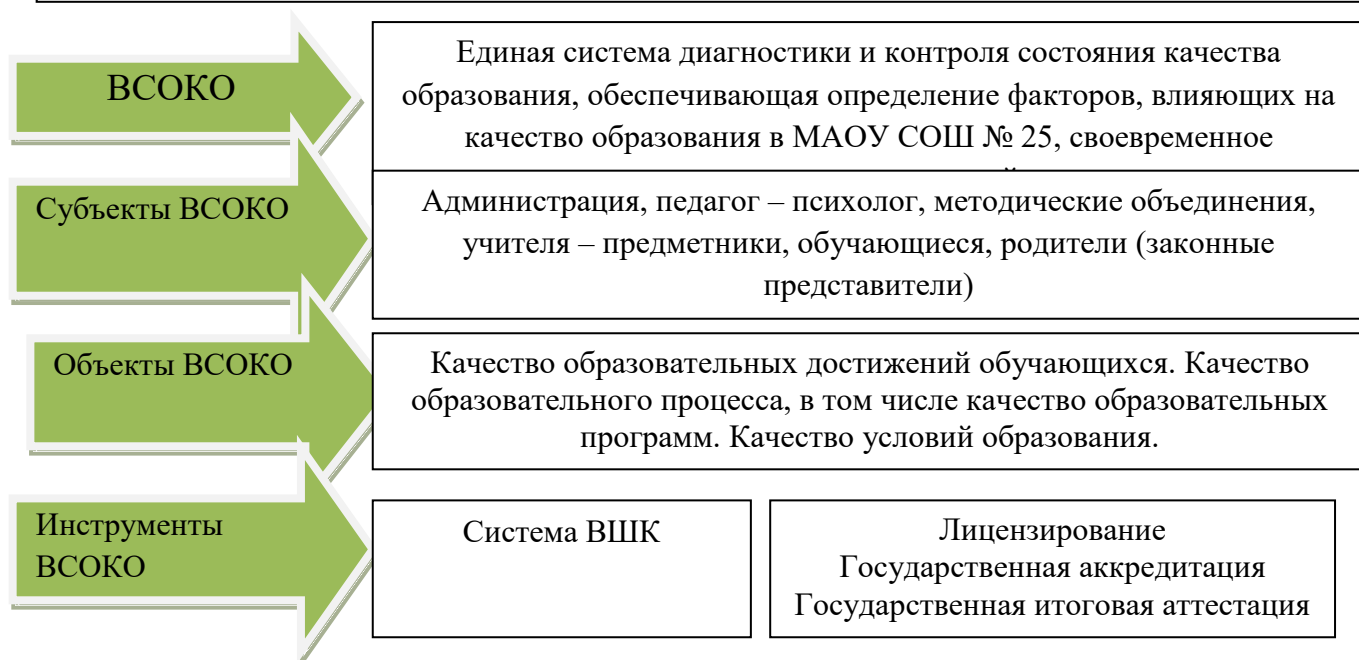 ВСОКО
Единая система диагностики и контроля состояния качества
образования, обеспечивающая определение факторов, влияющих на
качество образования в МАОУ СОШ № 25, своевременное
Субъекты ВСОКО
Администрация, педагог – психолог, методические объединения,
учителя – предметники, обучающиеся, родители (законные
представители)
Объекты ВСОКО
Качество образовательных достижений обучающихся. Качество
образовательного процесса, в том числе качество образовательных
программ. Качество условий образования.
Инструменты
ВСОКО
Система ВШК
Лицензирование
Государственная аккредитация
Государственная итоговая аттестация